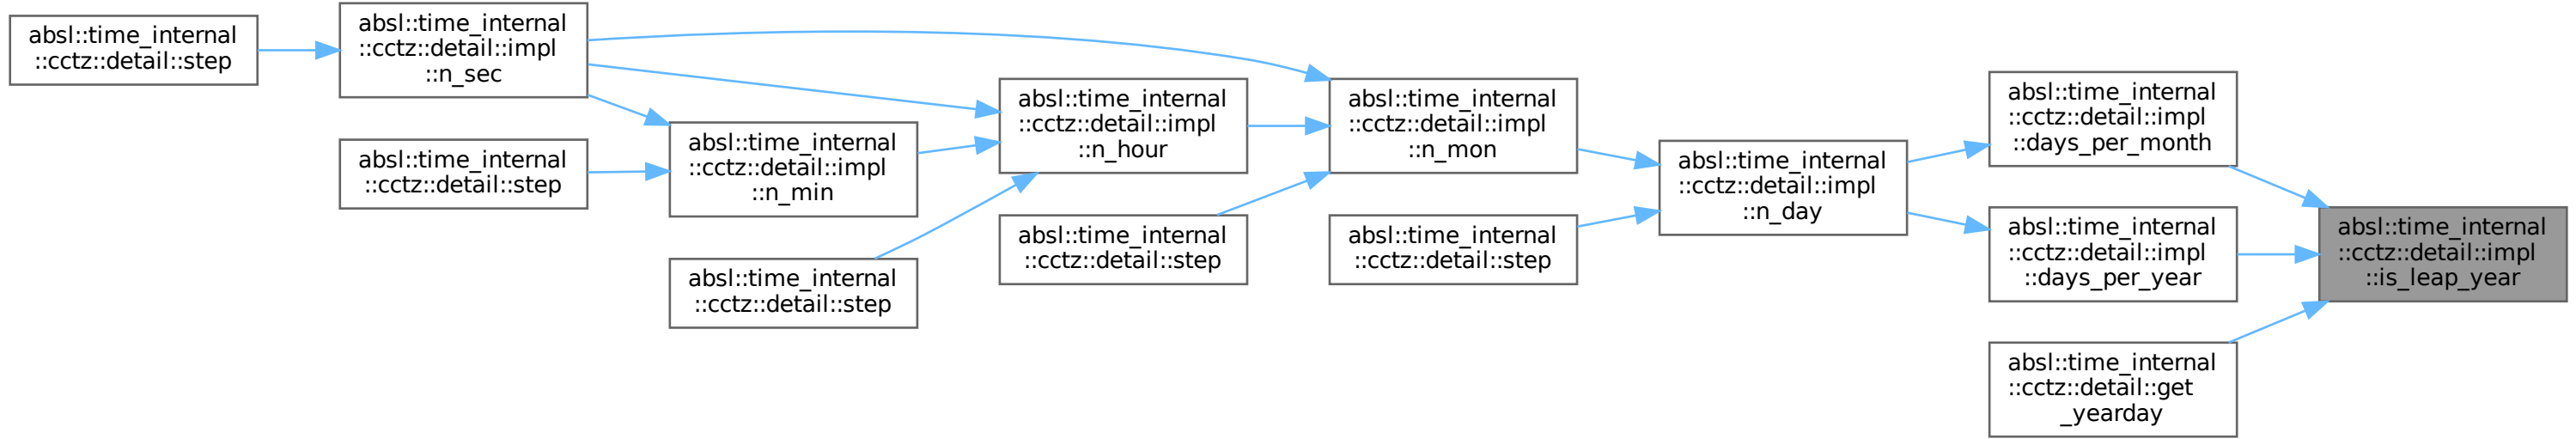 absl::time_internal
::cctz::detail::step
absl::time_internal
::cctz::detail::impl
::n_sec
absl::time_internal
::cctz::detail::step
absl::time_internal
::cctz::detail::impl
::n_min
absl::time_internal
::cctz::detail::step
absl::time_internal
::cctz::detail::impl
::n_hour
absl::time_internal
::cctz::detail::step
absl::time_internal
::cctz::detail::impl
::n_mon
absl::time_internal
::cctz::detail::step
absl::time_internal
::cctz::detail::impl
::n_day
absl::time_internal
::cctz::detail::impl
::days_per_month
absl::time_internal
::cctz::detail::impl
::days_per_year
absl::time_internal
::cctz::detail::get
_yearday
absl::time_internal
::cctz::detail::impl
::is_leap_year